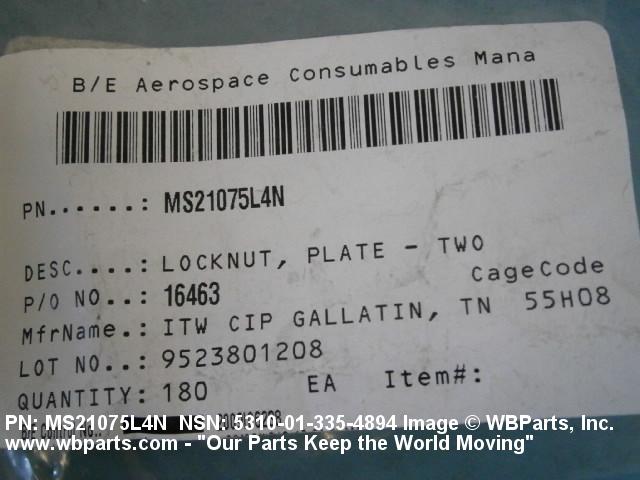 B/E Aerospace Consumables Mana
PN......: MS21075L4N
DESC....: LOCKNUT, PLATE - TWO
CageCode
P/O NO..: 16463
MfrName.: ITW CIP GALLATIN, TN 55H08
LOT NO..: 9523801208
QUANTITY: 180 EA Item#:
PN: MS21075L4N NSN: 5310-01-335-4894 Image © WBParts, Inc.
www.wbparts.com - "Our Parts Keep the World Moving"